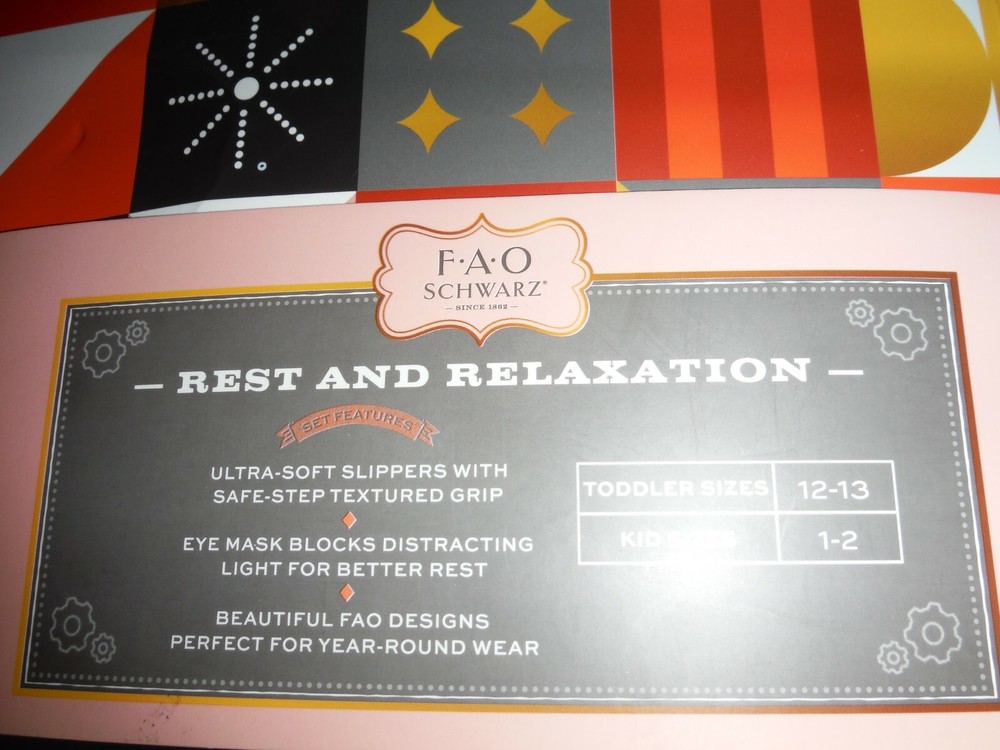 F·A·O
SCHWARZ®
— SINCE 1862 —
— REST AND RELAXATION —
SET FEATURES
ULTRA-SOFT SLIPPERS WITH
SAFE-STEP TEXTURED GRIP
EYE MASK BLOCKS DISTRACTING
LIGHT FOR BETTER REST
BEAUTIFUL FAO DESIGNS
PERFECT FOR YEAR-ROUND WEAR
TODDLER SIZES 12-13
KID SIZES 1-2